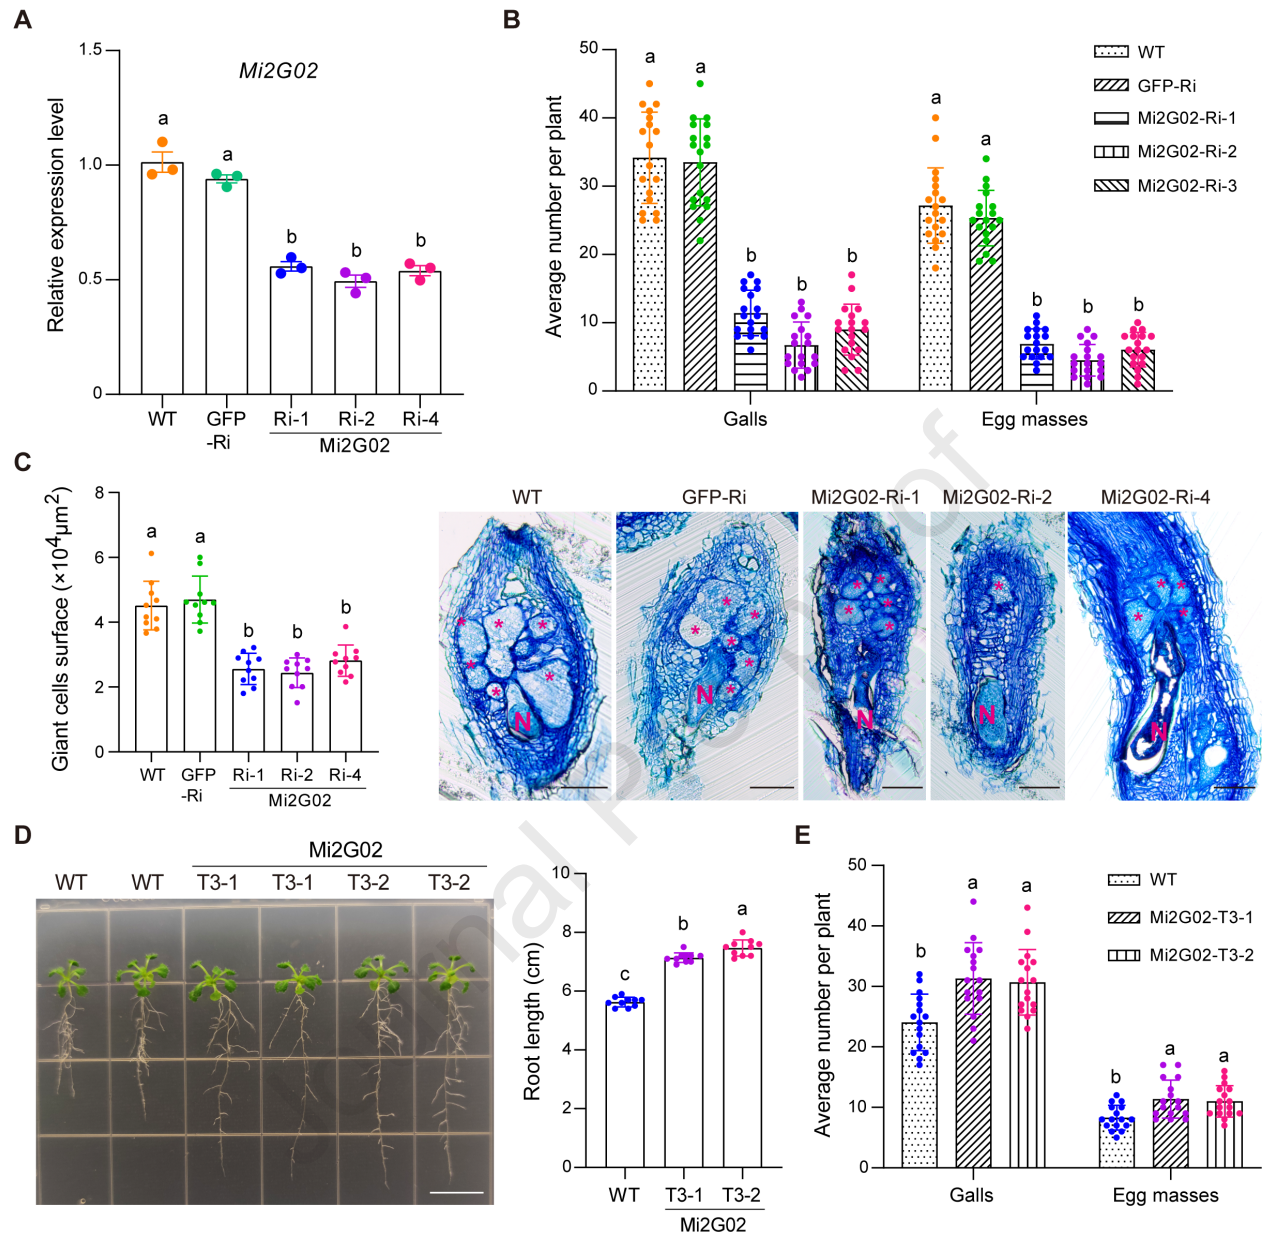 A
Mi2G02
Relative expression level
1.5
1.0
0.5
0
a
a
b
b
b
WT
GFP
-Ri
Ri-1
Ri-2
Ri-4
Mi2G02
B
Average number per plant
50
40
30
20
10
0
a
a
b
b
b
a
a
b
b
b
Galls
Egg masses
WT
GFP-Ri
Mi2G02-Ri-1
Mi2G02-Ri-2
Mi2G02-Ri-3
C
Giant cells surface (×10⁴μm²)
8
6
4
2
0
a
a
b
b
b
WT
GFP
-Ri
Ri-1
Ri-2
Ri-4
Mi2G02
WT
GFP-Ri
Mi2G02-Ri-1
Mi2G02-Ri-2
Mi2G02-Ri-4
* * * * * * N
* * * * * * N
* * * * * * N
* N
* * * * N
D
Mi2G02
WT
WT
T3-1
T3-1
T3-2
T3-2
Root length (cm)
10
8
6
4
2
0
c
b
a
WT
T3-1
T3-2
Mi2G02
E
Average number per plant
50
40
30
20
10
0
b
a
a
b
a
a
Galls
Egg masses
WT
Mi2G02-T3-1
Mi2G02-T3-2
Journal Pre-proof